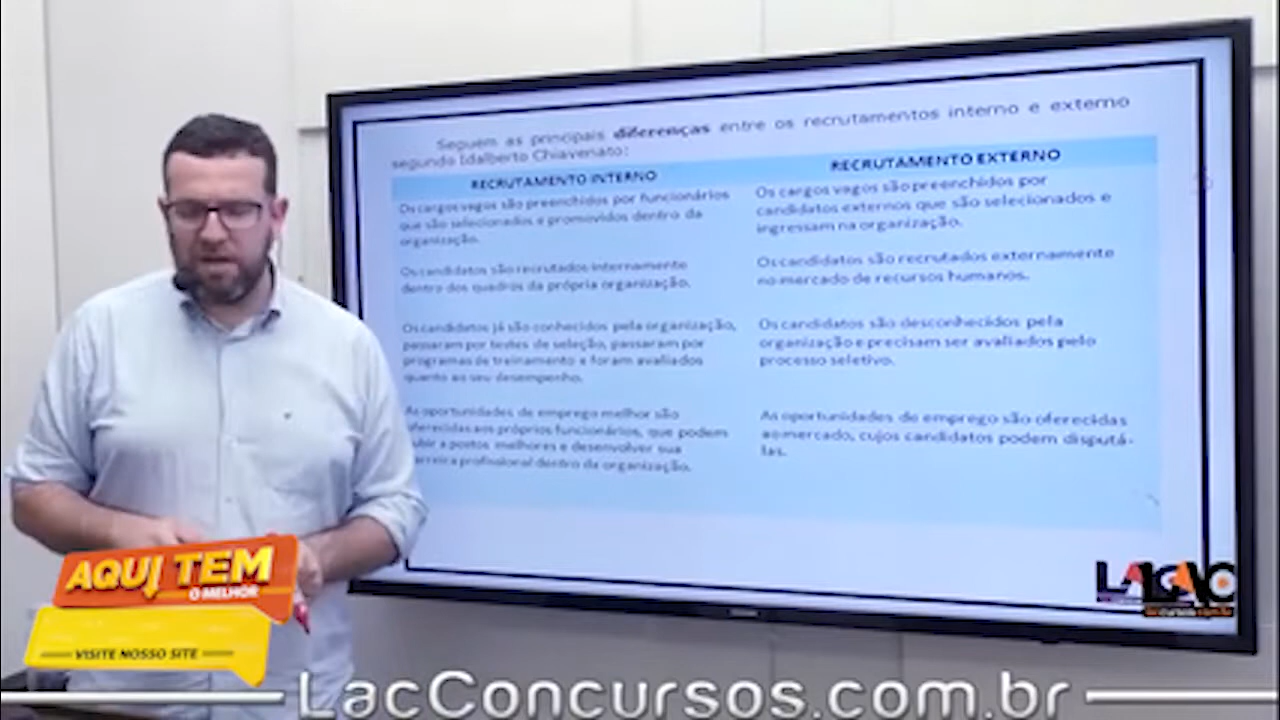 Seguem as principais diferenças entre os recrutamentos interno e externo
segundo Idalberto Chiavenato:
RECRUTAMENTO INTERNO
Os cargos vagos são preenchidos por funcionários
que são selecionados e promovidos dentro da
organização.
Os candidatos são recrutados internamente
dentro dos quadros da própria organização.
Os candidatos já são conhecidos pela organização,
passaram por testes de seleção, passaram por
programas de treinamento e foram avaliados
quanto ao seu desempenho.
As oportunidades de emprego melhor são
oferecidas aos próprios funcionários, que podem
subir a postos melhores e desenvolver sua
carreira profissional dentro da organização.
RECRUTAMENTO EXTERNO
Os cargos vagos são preenchidos por
candidatos externos que são selecionados e
ingressam na organização.
Os candidatos são recrutados externamente
no mercado de recursos humanos.
Os candidatos são desconhecidos pela
organização e precisam ser avaliados pelo
processo seletivo.
As oportunidades de emprego são oferecidas
ao mercado, cujos candidatos podem disputá-
las.
AQUI TEM
O MELHOR
VISITE NOSSO SITE
LacConcursos.com.br